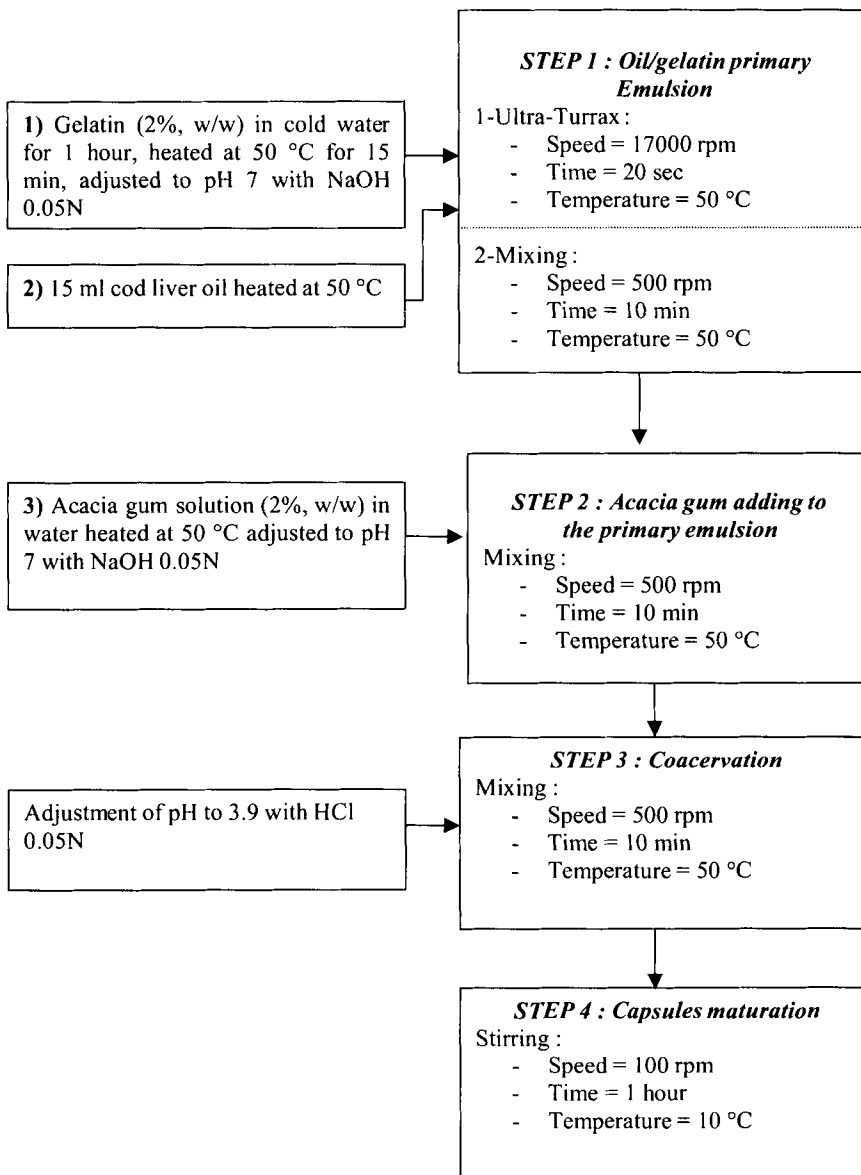 STEP 1 : Oil/gelatin primary
Emulsion
1) Gelatin (2%, w/w) in cold water
for 1 hour, heated at 50 °C for 15
min, adjusted to pH 7 with NaOH
0.05N
2) 15 ml cod liver oil heated at 50 °C
1-Ultra-Turrax :
- Speed = 17000 rpm
- Time = 20 sec
- Temperature = 50 °C
2-Mixing :
- Speed = 500 rpm
- Time = 10 min
- Temperature = 50 °C
3) Acacia gum solution (2%, w/w) in
water heated at 50 °C adjusted to pH
7 with NaOH 0.05N
STEP 2 : Acacia gum adding to
the primary emulsion
Mixing :
- Speed = 500 rpm
- Time = 10 min
- Temperature = 50 °C
Adjustment of pH to 3.9 with HCl
0.05N
STEP 3 : Coacervation
Mixing :
- Speed = 500 rpm
- Time = 10 min
- Temperature = 50 °C
STEP 4 : Capsules maturation
Stirring :
- Speed = 100 rpm
- Time = 1 hour
- Temperature = 10 °C